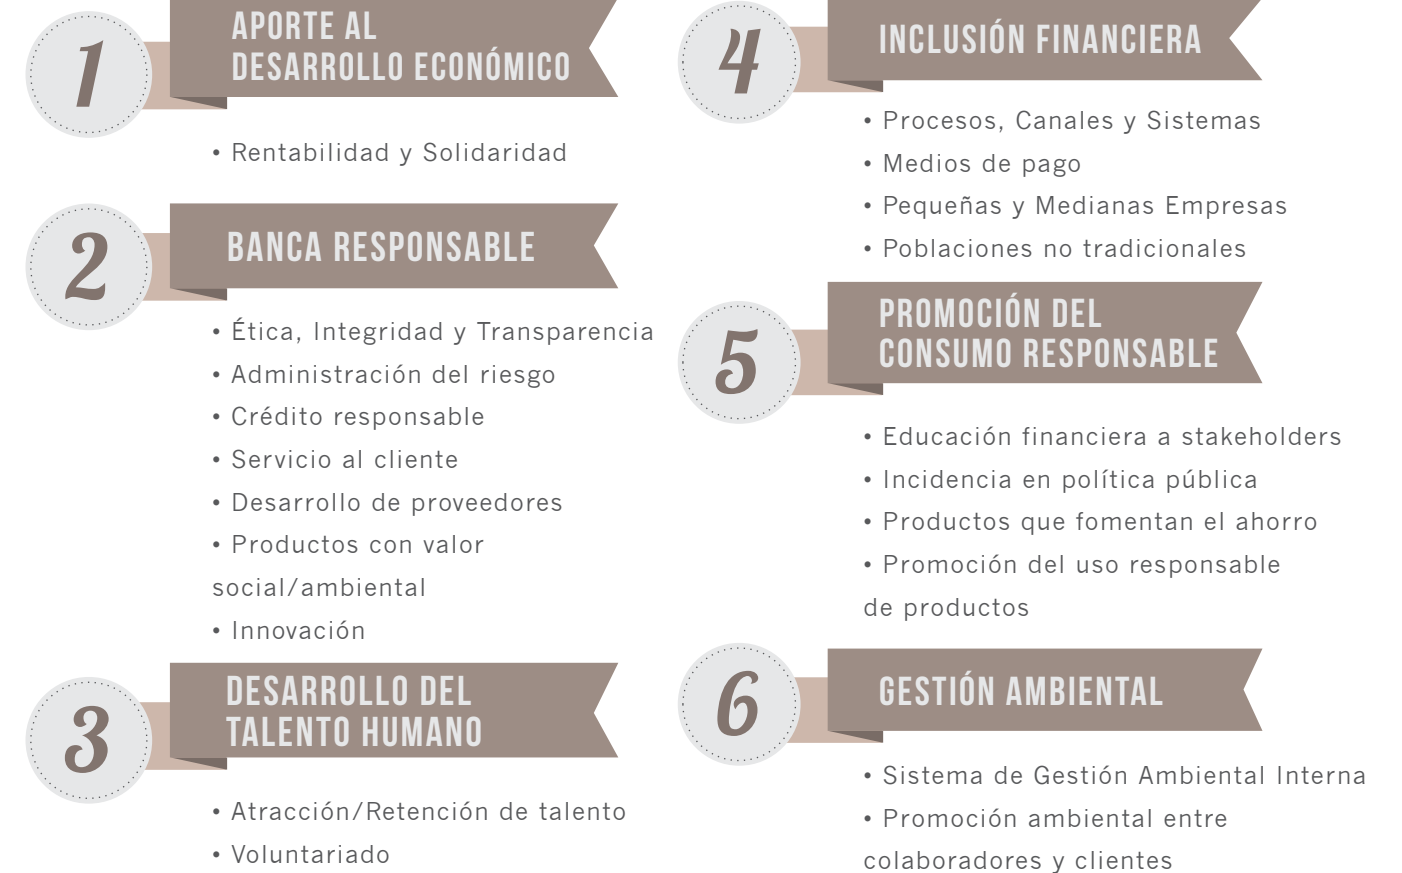 1
APORTE AL
DESARROLLO ECONÓMICO
• Rentabilidad y Solidaridad
2
BANCA RESPONSABLE
• Ética, Integridad y Transparencia
• Administración del riesgo
• Crédito responsable
• Servicio al cliente
• Desarrollo de proveedores
• Productos con valor
social/ambiental
• Innovación
3
DESARROLLO DEL
TALENTO HUMANO
• Atracción/Retención de talento
• Voluntariado
4
INCLUSIÓN FINANCIERA
• Procesos, Canales y Sistemas
• Medios de pago
• Pequeñas y Medianas Empresas
• Poblaciones no tradicionales
5
PROMOCIÓN DEL
CONSUMO RESPONSABLE
• Educación financiera a stakeholders
• Incidencia en política pública
• Productos que fomentan el ahorro
• Promoción del uso responsable
de productos
6
GESTIÓN AMBIENTAL
• Sistema de Gestión Ambiental Interna
• Promoción ambiental entre
colaboradores y clientes